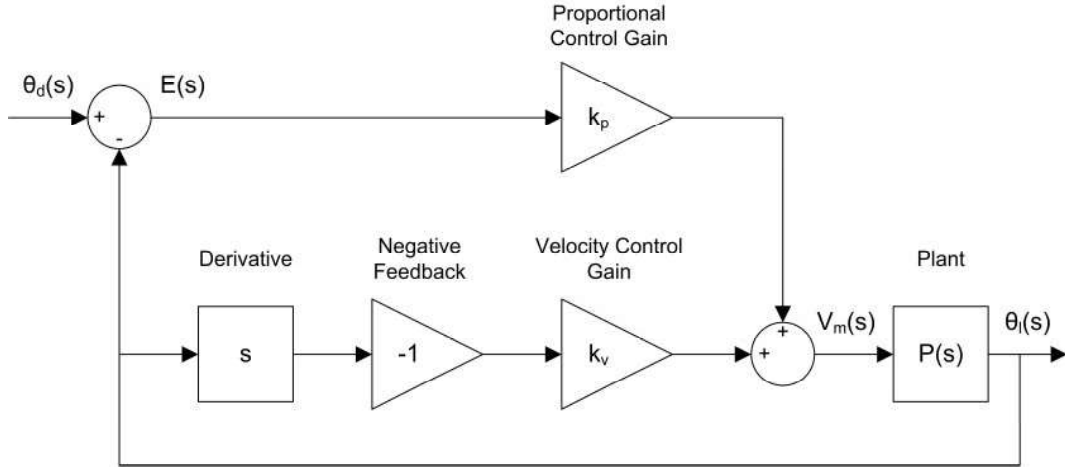 Proportional
Control Gain
θd(s)
E(s)
+
-
kp
Derivative
Negative
Feedback
Velocity Control
Gain
Plant
s
-1
kv
+
+
Vm(s)
P(s)
θl(s)